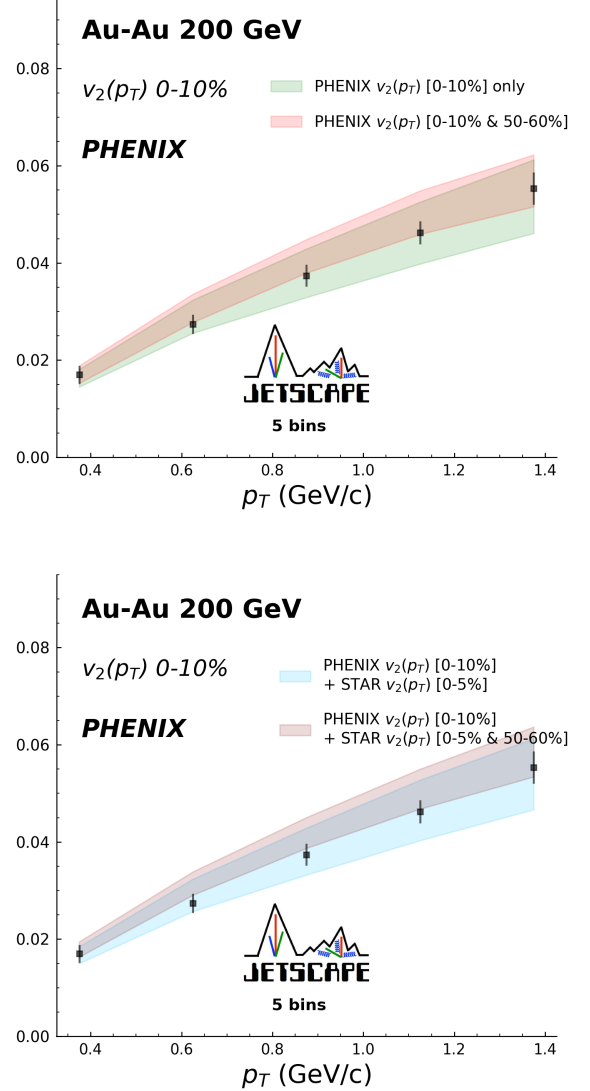 Au-Au 200 GeV
0.08
v2(pT) 0-10%
PHENIX v2(pT) [0-10%] only
PHENIX v2(pT) [0-10% & 50-60%]
PHENIX
0.06
0.04
0.02
JETSCAPE
5 bins
0.00
0.4 0.6 0.8 1.0 1.2 1.4
pT (GeV/c)
Au-Au 200 GeV
0.08
v2(pT) 0-10%
PHENIX v2(pT) [0-10%]
+ STAR v2(pT) [0-5%]
PHENIX
PHENIX v2(pT) [0-10%]
+ STAR v2(pT) [0-5% & 50-60%]
0.06
0.04
0.02
JETSCAPE
5 bins
0.00
0.4 0.6 0.8 1.0 1.2 1.4
pT (GeV/c)